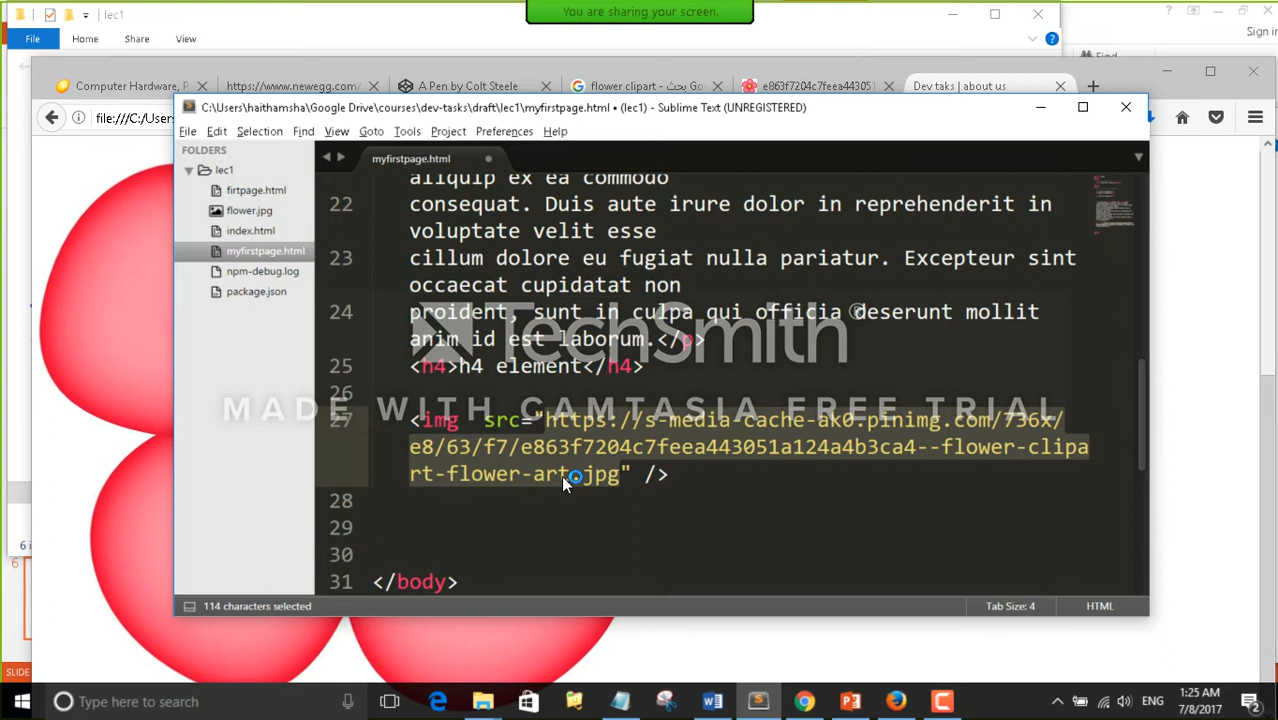 You are sharing your screen.
lec1
File Home Share View
Sign in
Find
Computer Hardware, P https://www.newegg.com/ A Pen by Colt Steele flower clipart - بحث Go e863f7204c7feea443051 Dev taks | about us
file:///C:/Users
C:\Users\haithamsha\Google Drive\courses\dev-tasks\draft\lec1\myfirstpage.html • (lec1) - Sublime Text (UNREGISTERED)
File Edit Selection Find View Goto Tools Project Preferences Help
FOLDERS
lec1
firtpage.html
flower.jpg
index.html
myfirstpage.html
npm-debug.log
package.json
myfirstpage.html
aliquip ex ea commodo
22 consequat. Duis aute irure dolor in reprehenderit in
voluptate velit esse
23 cillum dolore eu fugiat nulla pariatur. Excepteur sint
occaecat cupidatat non
24 proident, sunt in culpa qui officia deserunt mollit
anim id est laborum.</p>
25 <h4>h4 element</h4>
26
27 <img src="https://s-media-cache-ak0.pinimg.com/736x/
e8/63/f7/e863f7204c7feea443051a124a4b3ca4--flower-clipa
rt-flower-art.jpg" />
28
29
30
31 </body>
TechSmith®
MADE WITH CAMTASIA FREE TRIAL
114 characters selected Tab Size: 4 HTML
6
SLIDE
Type here to search
ENG
1:25 AM
7/8/2017
2